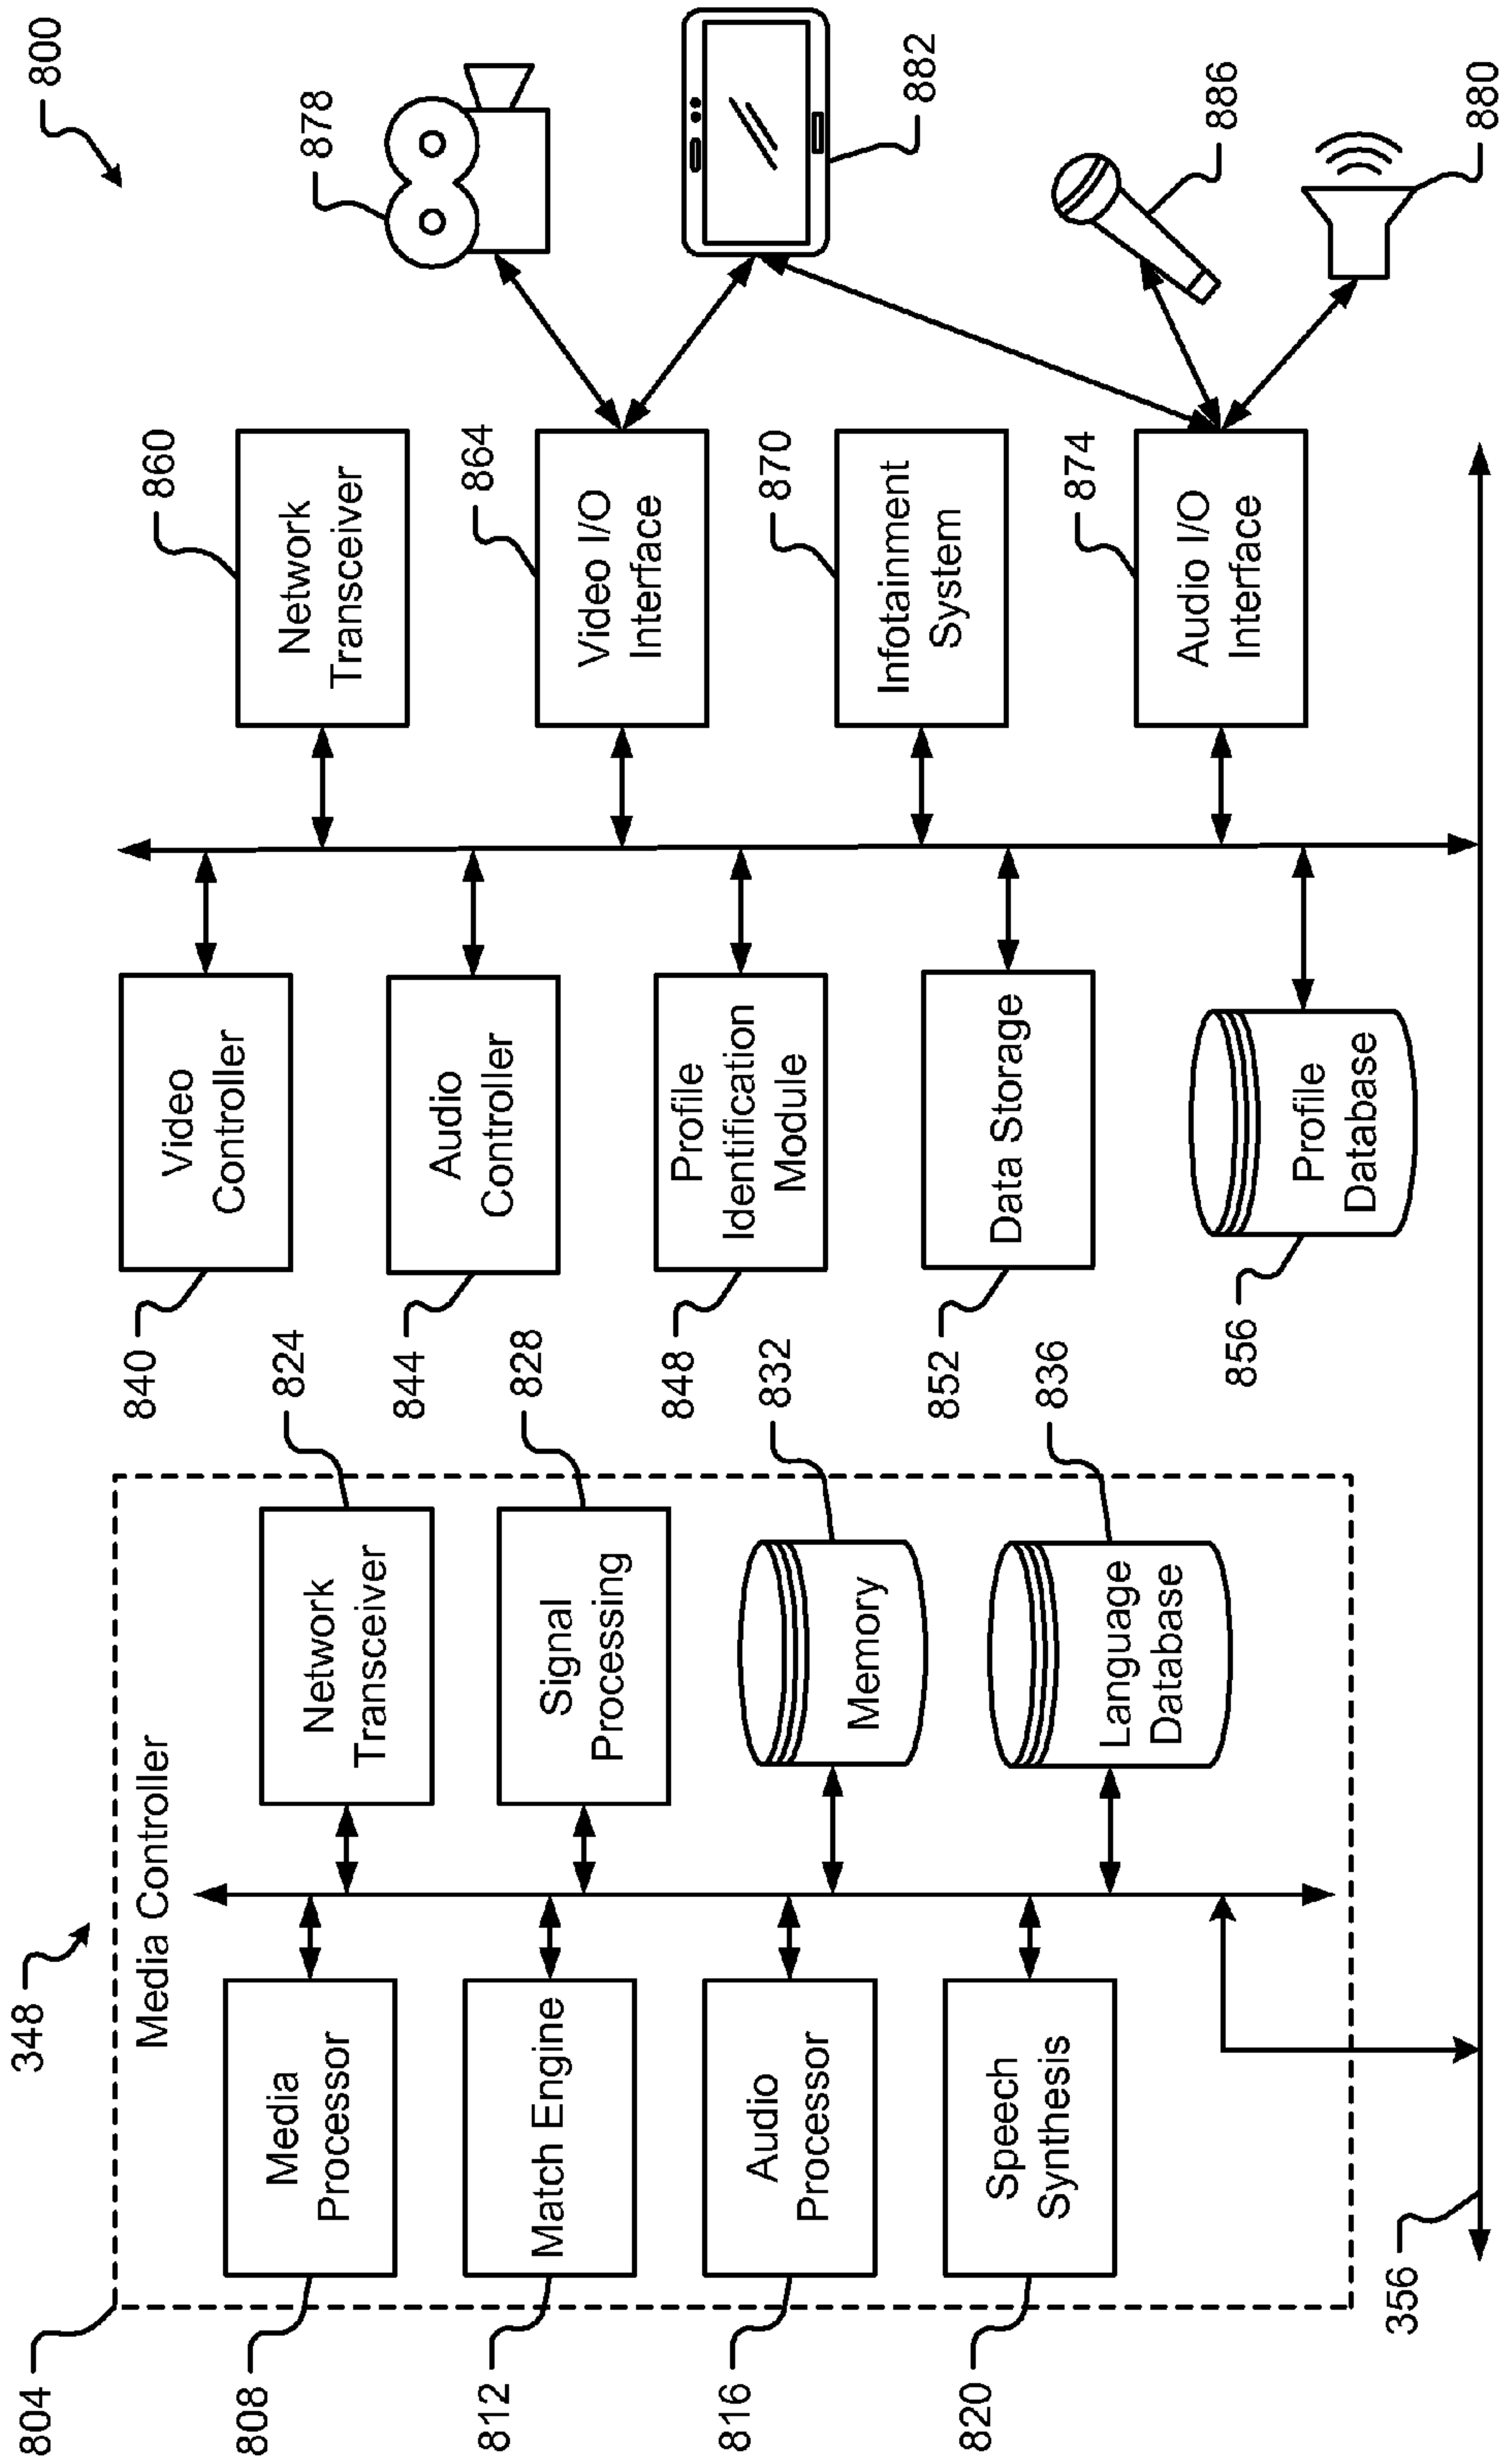 800
348
804
Media Controller
808
Media
Processor
812
Match Engine
816
Audio
Processor
820
Speech
Synthesis
824
Network
Transceiver
828
Signal
Processing
832
Memory
836
Language
Database
840
Video
Controller
844
Audio
Controller
848
Profile
Identification
Module
852
Data Storage
856
Profile
Database
860
Network
Transceiver
864
Video I/O
Interface
870
Infotainment
System
874
Audio I/O
Interface
878
882
886
880
356